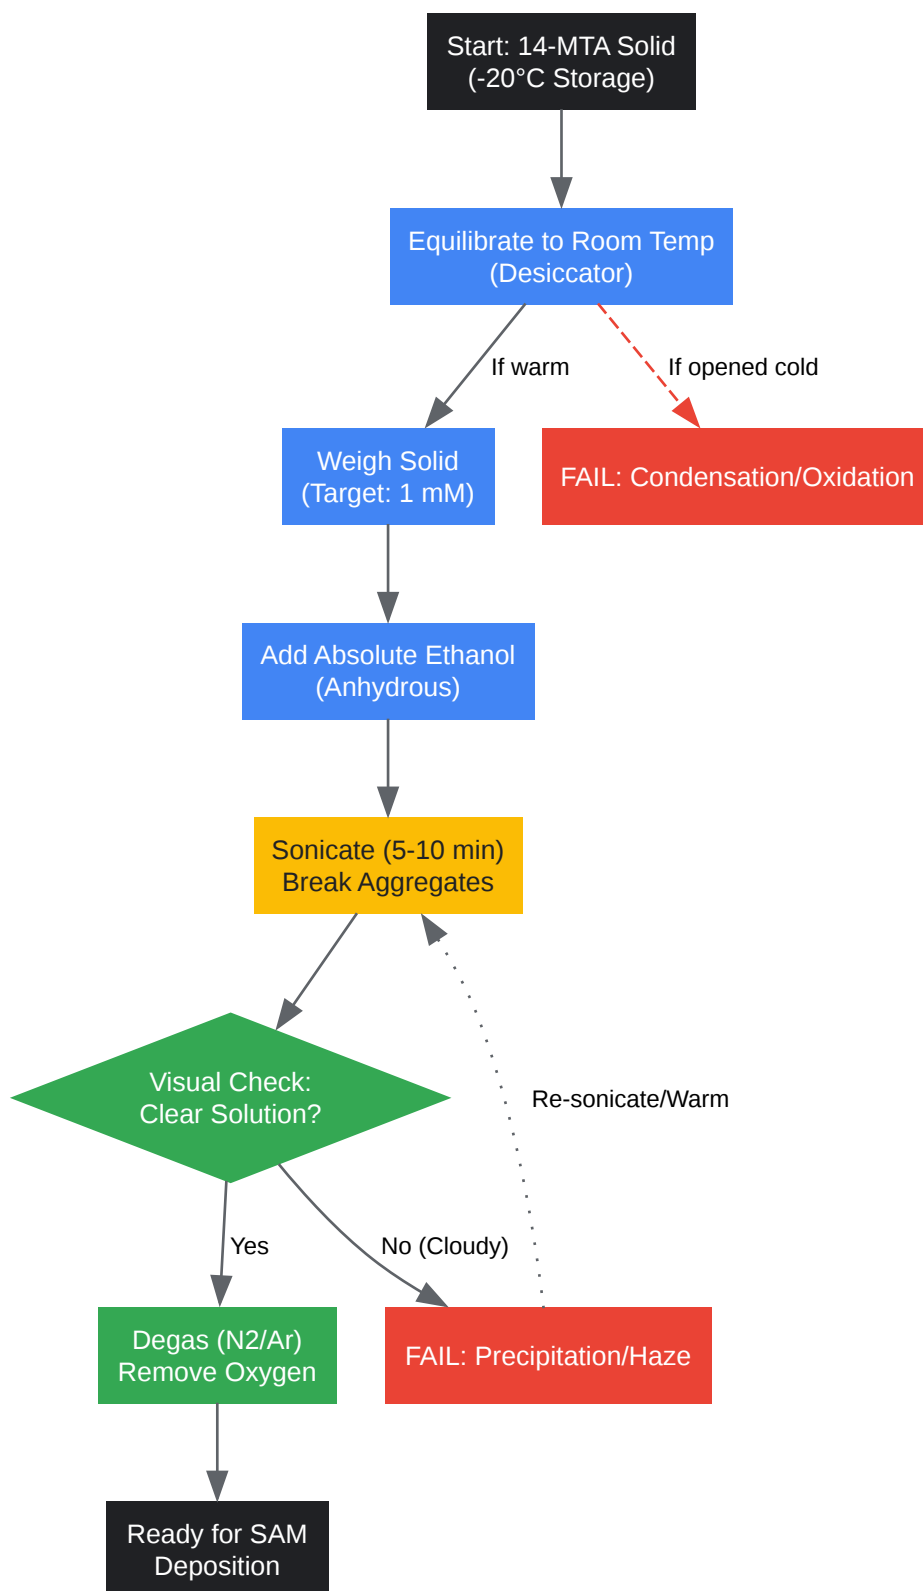 Start: 14-MTA Solid
(-20°C Storage)
Equilibrate to Room Temp
(Desiccator)
If warm
If opened cold
Weigh Solid
(Target: 1 mM)
FAIL: Condensation/Oxidation
Add Absolute Ethanol
(Anhydrous)
Sonicate (5-10 min)
Break Aggregates
Visual Check:
Clear Solution?
Re-sonicate/Warm
Yes
No (Cloudy)
Degas (N2/Ar)
Remove Oxygen
FAIL: Precipitation/Haze
Ready for SAM
Deposition